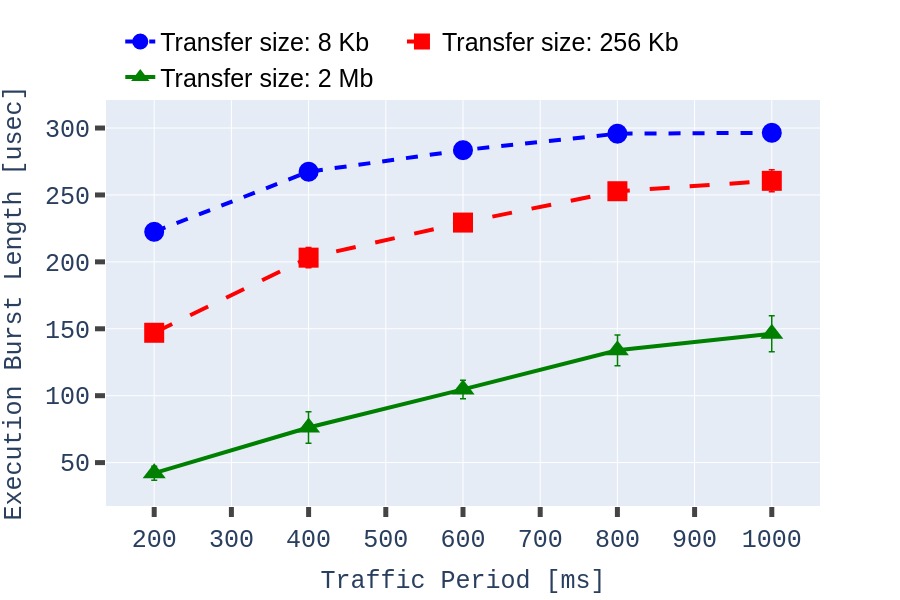 Transfer size: 8 Kb Transfer size: 256 Kb
Transfer size: 2 Mb
Execution Burst Length [usec]
300
250
200
150
100
50
200 300 400 500 600 700 800 900 1000
Traffic Period [ms]